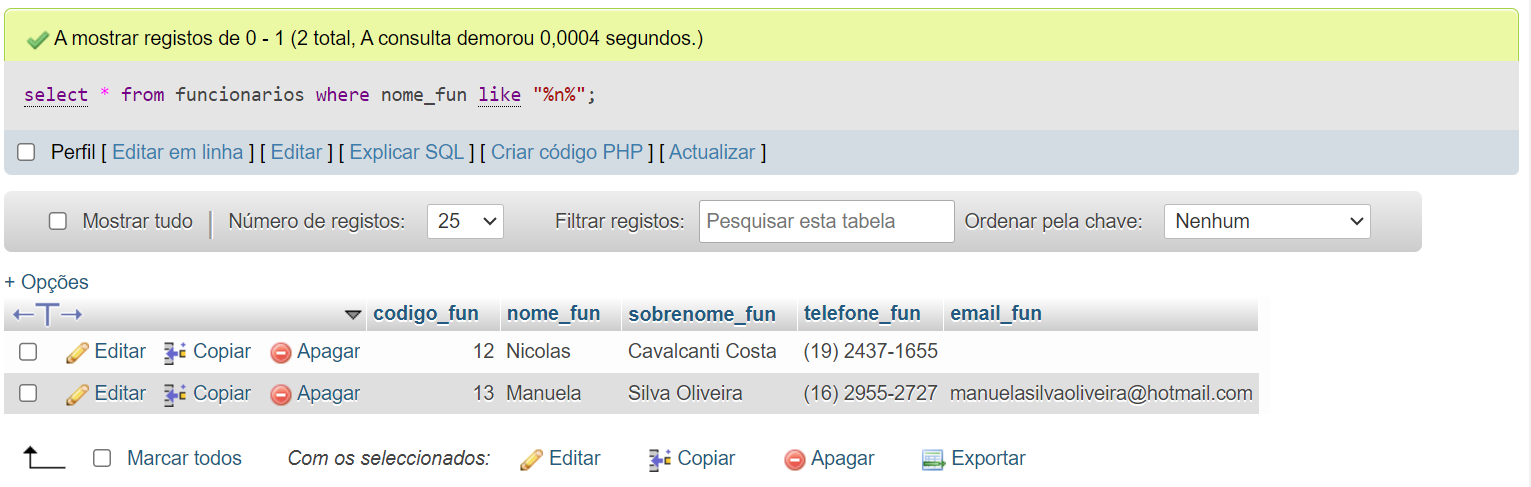 A mostrar registos de 0 - 1 (2 total, A consulta demorou 0,0004 segundos.)
select * from funcionarios where nome_fun like "%n%";
Perfil [ Editar em linha ] [ Editar ] [ Explicar SQL ] [ Criar código PHP ] [ Actualizar ]
Mostrar tudo | Número de registos: 25 Filtrar registos: Pesquisar esta tabela Ordenar pela chave: Nenhum
+ Opções
←T→ codigo_fun nome_fun sobrenome_fun telefone_fun email_fun
Editar Copiar Apagar 12 Nicolas Cavalcanti Costa (19) 2437-1655
Editar Copiar Apagar 13 Manuela Silva Oliveira (16) 2955-2727 manuelasilvaoliveira@hotmail.com
Marcar todos Com os seleccionados: Editar Copiar Apagar Exportar